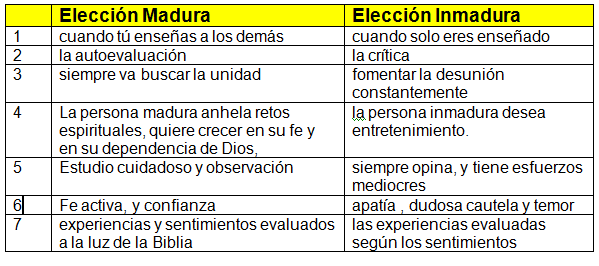 Elección Madura Elección Inmadura
1 cuando tú enseñas a los demás cuando solo eres enseñado
2 la autoevaluación la crítica
3 siempre va buscar la unidad fomentar la desunión
constantemente
4 La persona madura anhela retos
espirituales, quiere crecer en su fe y
en su dependencia de Dios,
la persona inmadura desea
entretenimiento.
5 Estudio cuidadoso y observación siempre opina, y tiene esfuerzos
mediocres
6 Fe activa, y confianza apatía , dudosa cautela y temor
7 experiencias y sentimientos evaluados
a la luz de la Biblia
las experiencias evaluadas
según los sentimientos